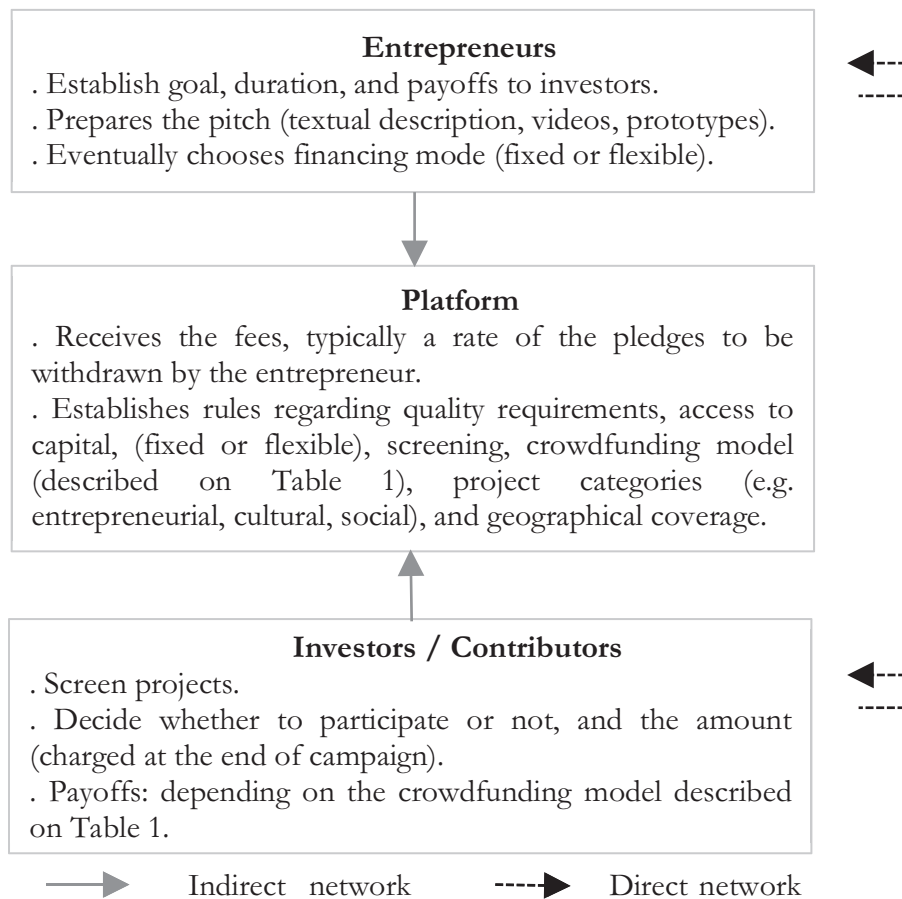 Entrepreneurs
. Establish goal, duration, and payoffs to investors.
. Prepares the pitch (textual description, videos, prototypes).
. Eventually chooses financing mode (fixed or flexible).
Platform
. Receives the fees, typically a rate of the pledges to be
withdrawn by the entrepreneur.
. Establishes rules regarding quality requirements, access to
capital, (fixed or flexible), screening, crowdfunding model
(described on Table 1), project categories (e.g.
entrepreneurial, cultural, social), and geographical coverage.
Investors / Contributors
. Screen projects.
. Decide whether to participate or not, and the amount
(charged at the end of campaign).
. Payoffs: depending on the crowdfunding model described
on Table 1.
Indirect network
Direct network